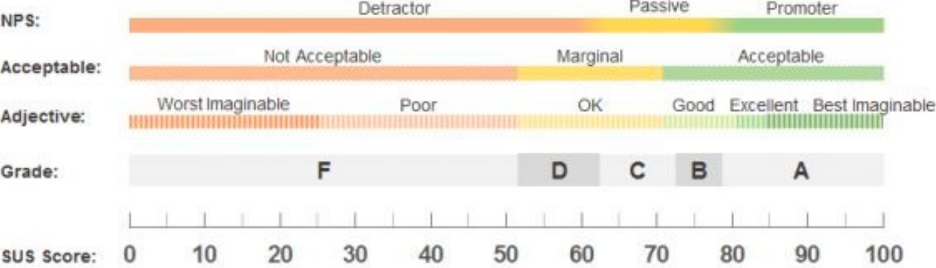 NPS: Detractor Passive Promoter
Acceptable: Not Acceptable Marginal Acceptable
Adjective: Worst Imaginable Poor OK Good Excellent Best Imaginable
Grade: F D C B A
SUS Score: 0 10 20 30 40 50 60 70 80 90 100